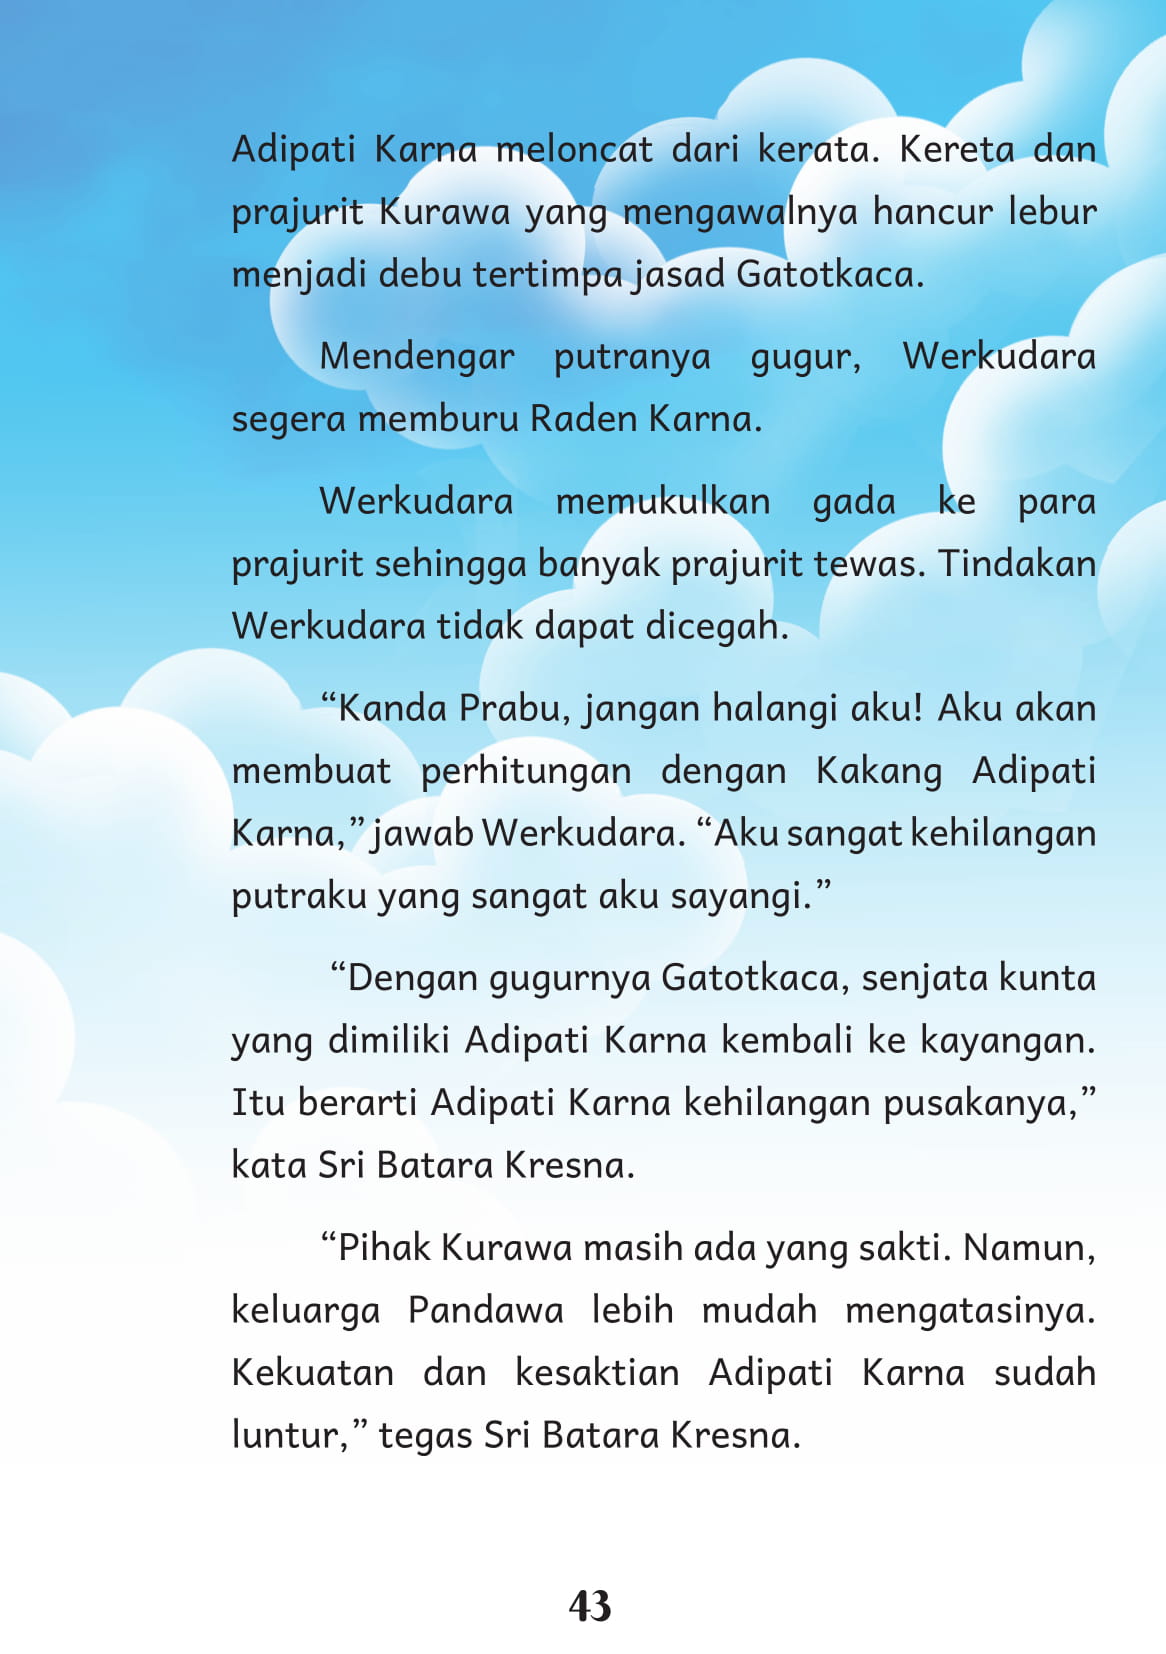 Adipati Karna meloncat dari kerata. Kereta dan
prajurit Kurawa yang mengawalnya hancur lebur
menjadi debu tertimpa jasad Gatotkaca.
Mendengar putranya gugur, Werkudara
segera memburu Raden Karna.
Werkudara memukulkan gada ke para
prajurit sehingga banyak prajurit tewas. Tindakan
Werkudara tidak dapat dicegah.
“Kanda Prabu, jangan halangi aku! Aku akan
membuat perhitungan dengan Kakang Adipati
Karna,” jawab Werkudara. “Aku sangat kehilangan
putraku yang sangat aku sayangi.”
“Dengan gugurnya Gatotkaca, senjata kunta
yang dimiliki Adipati Karna kembali ke kayangan.
Itu berarti Adipati Karna kehilangan pusakanya,”
kata Sri Batara Kresna.
“Pihak Kurawa masih ada yang sakti. Namun,
keluarga Pandawa lebih mudah mengatasinya.
Kekuatan dan kesaktian Adipati Karna sudah
luntur,” tegas Sri Batara Kresna.
43